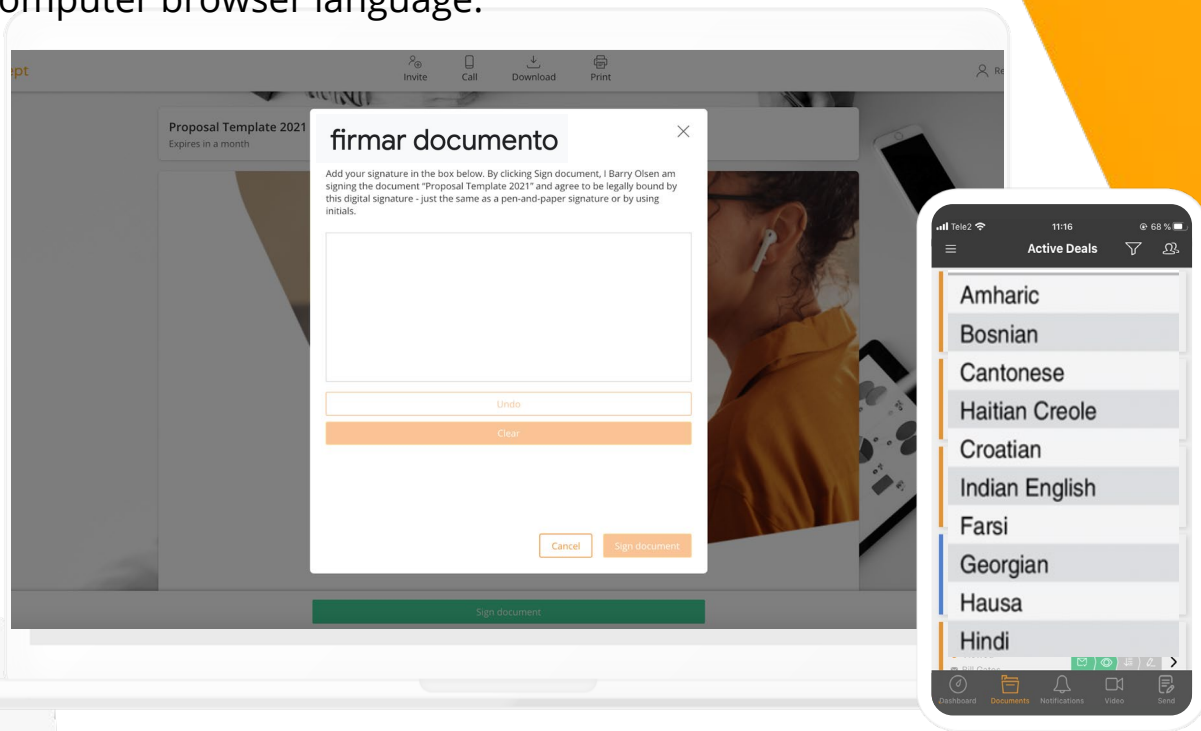 omputer browser language.
ept
Invite Call Download Print
Proposal Template 2021
Expires in a month
firmar documento
Add your signature in the box below. By clicking Sign document, I Barry Olsen am
signing the document "Proposal Template 2021" and agree to be legally bound by
this digital signature - just the same as a pen-and-paper signature or by using
initials.
Undo
Clear
Cancel Sign document
Sign document
Tele2 11:16 68 %
Active Deals
Amharic
Bosnian
Cantonese
Haitian Creole
Croatian
Indian English
Farsi
Georgian
Hausa
Hindi
Dashboard Documents Notifications Video Send